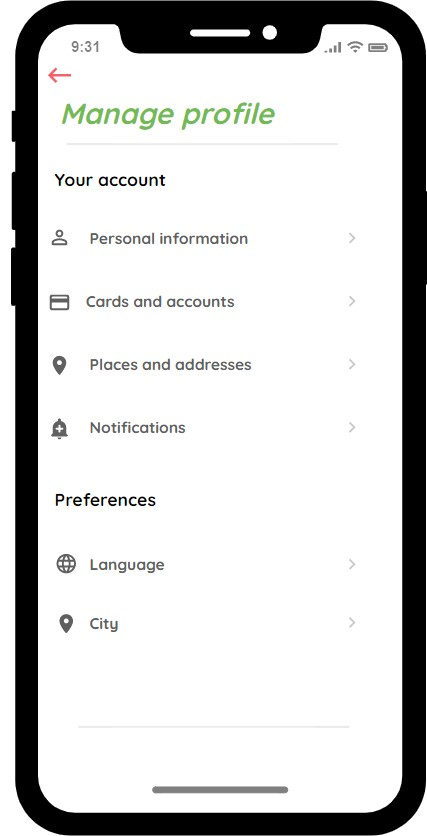 9:31
Manage profile
Your account
Personal information
Cards and accounts
Places and addresses
Notifications
Preferences
Language
City